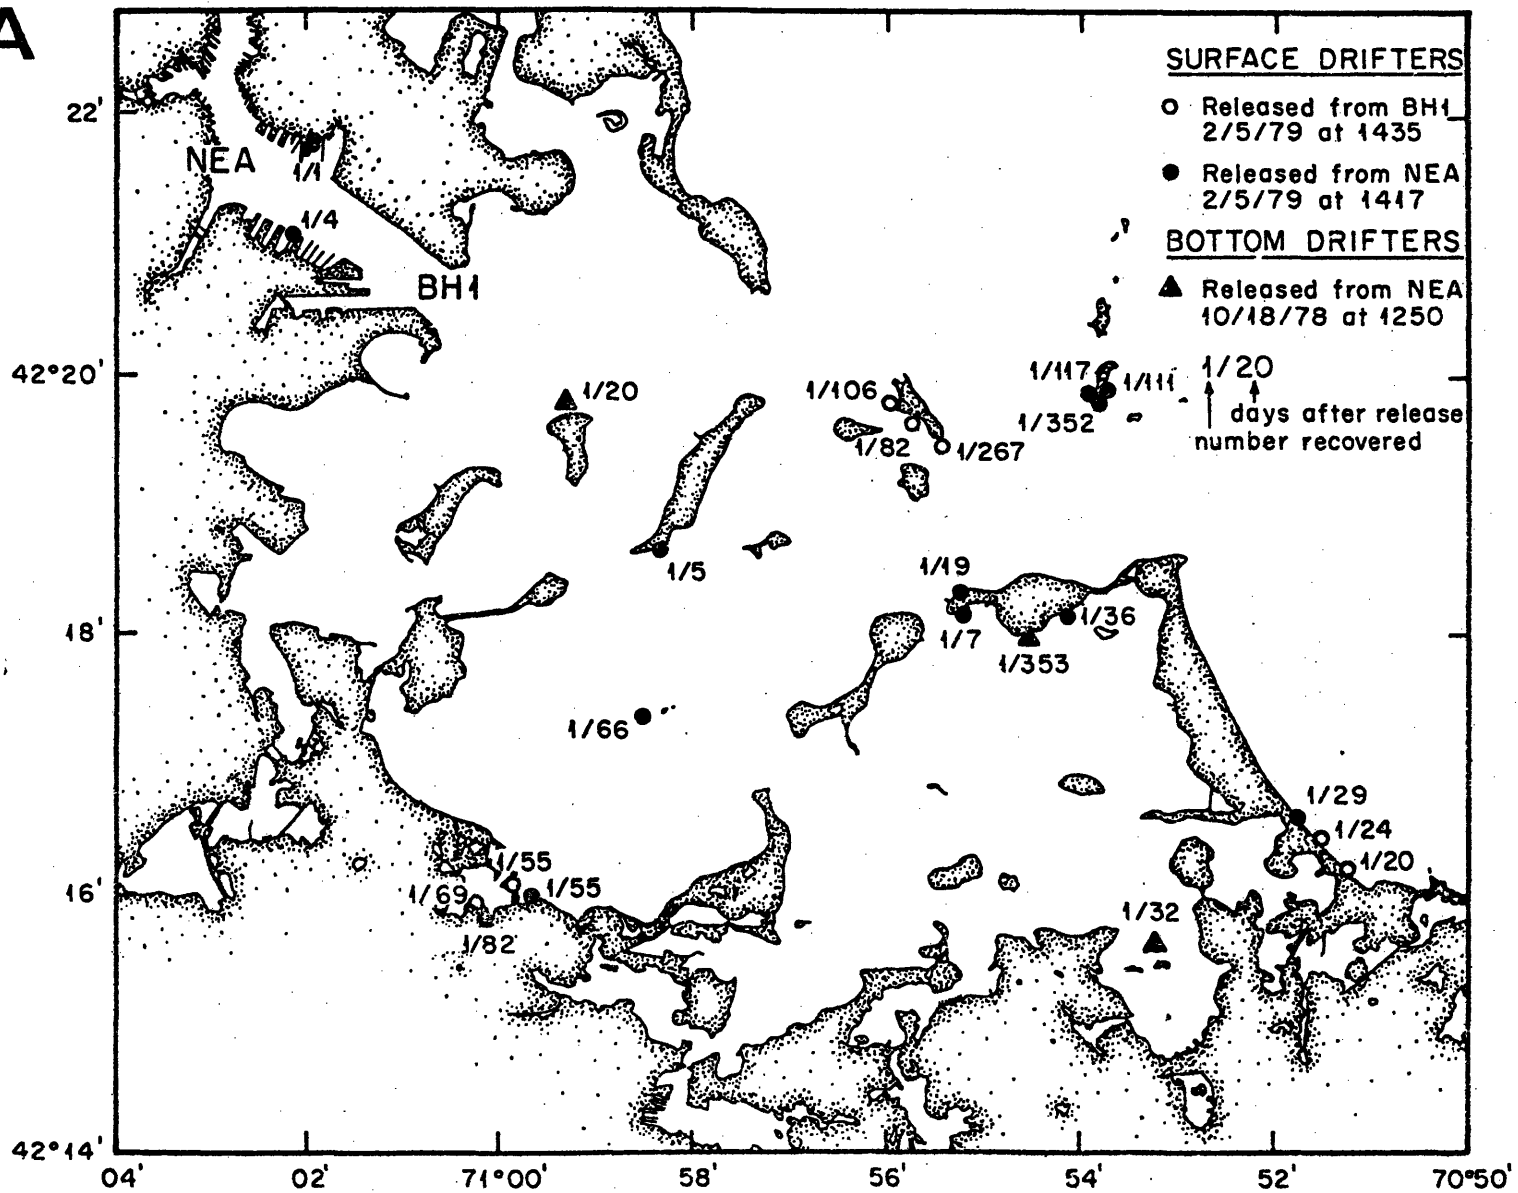 A
SURFACE DRIFTERS
Released from BH1
2/5/79 at 1435
Released from NEA
2/5/79 at 1417
BOTTOM DRIFTERS
Released from NEA
10/18/78 at 1250
1/20
days after release
number recovered
22'
NEA
1/1
1/4
BH1
42°20'
1/20
1/106
1/82
1/267
1/117
1/111
1/352
1/5
1/19
1/7
1/36
1/353
18'
1/66
1/29
1/24
1/20
16'
1/55
1/55
1/69
1/82
1/32
42°14'
04'
02'
71°00'
58'
56'
54'
52'
70°50'